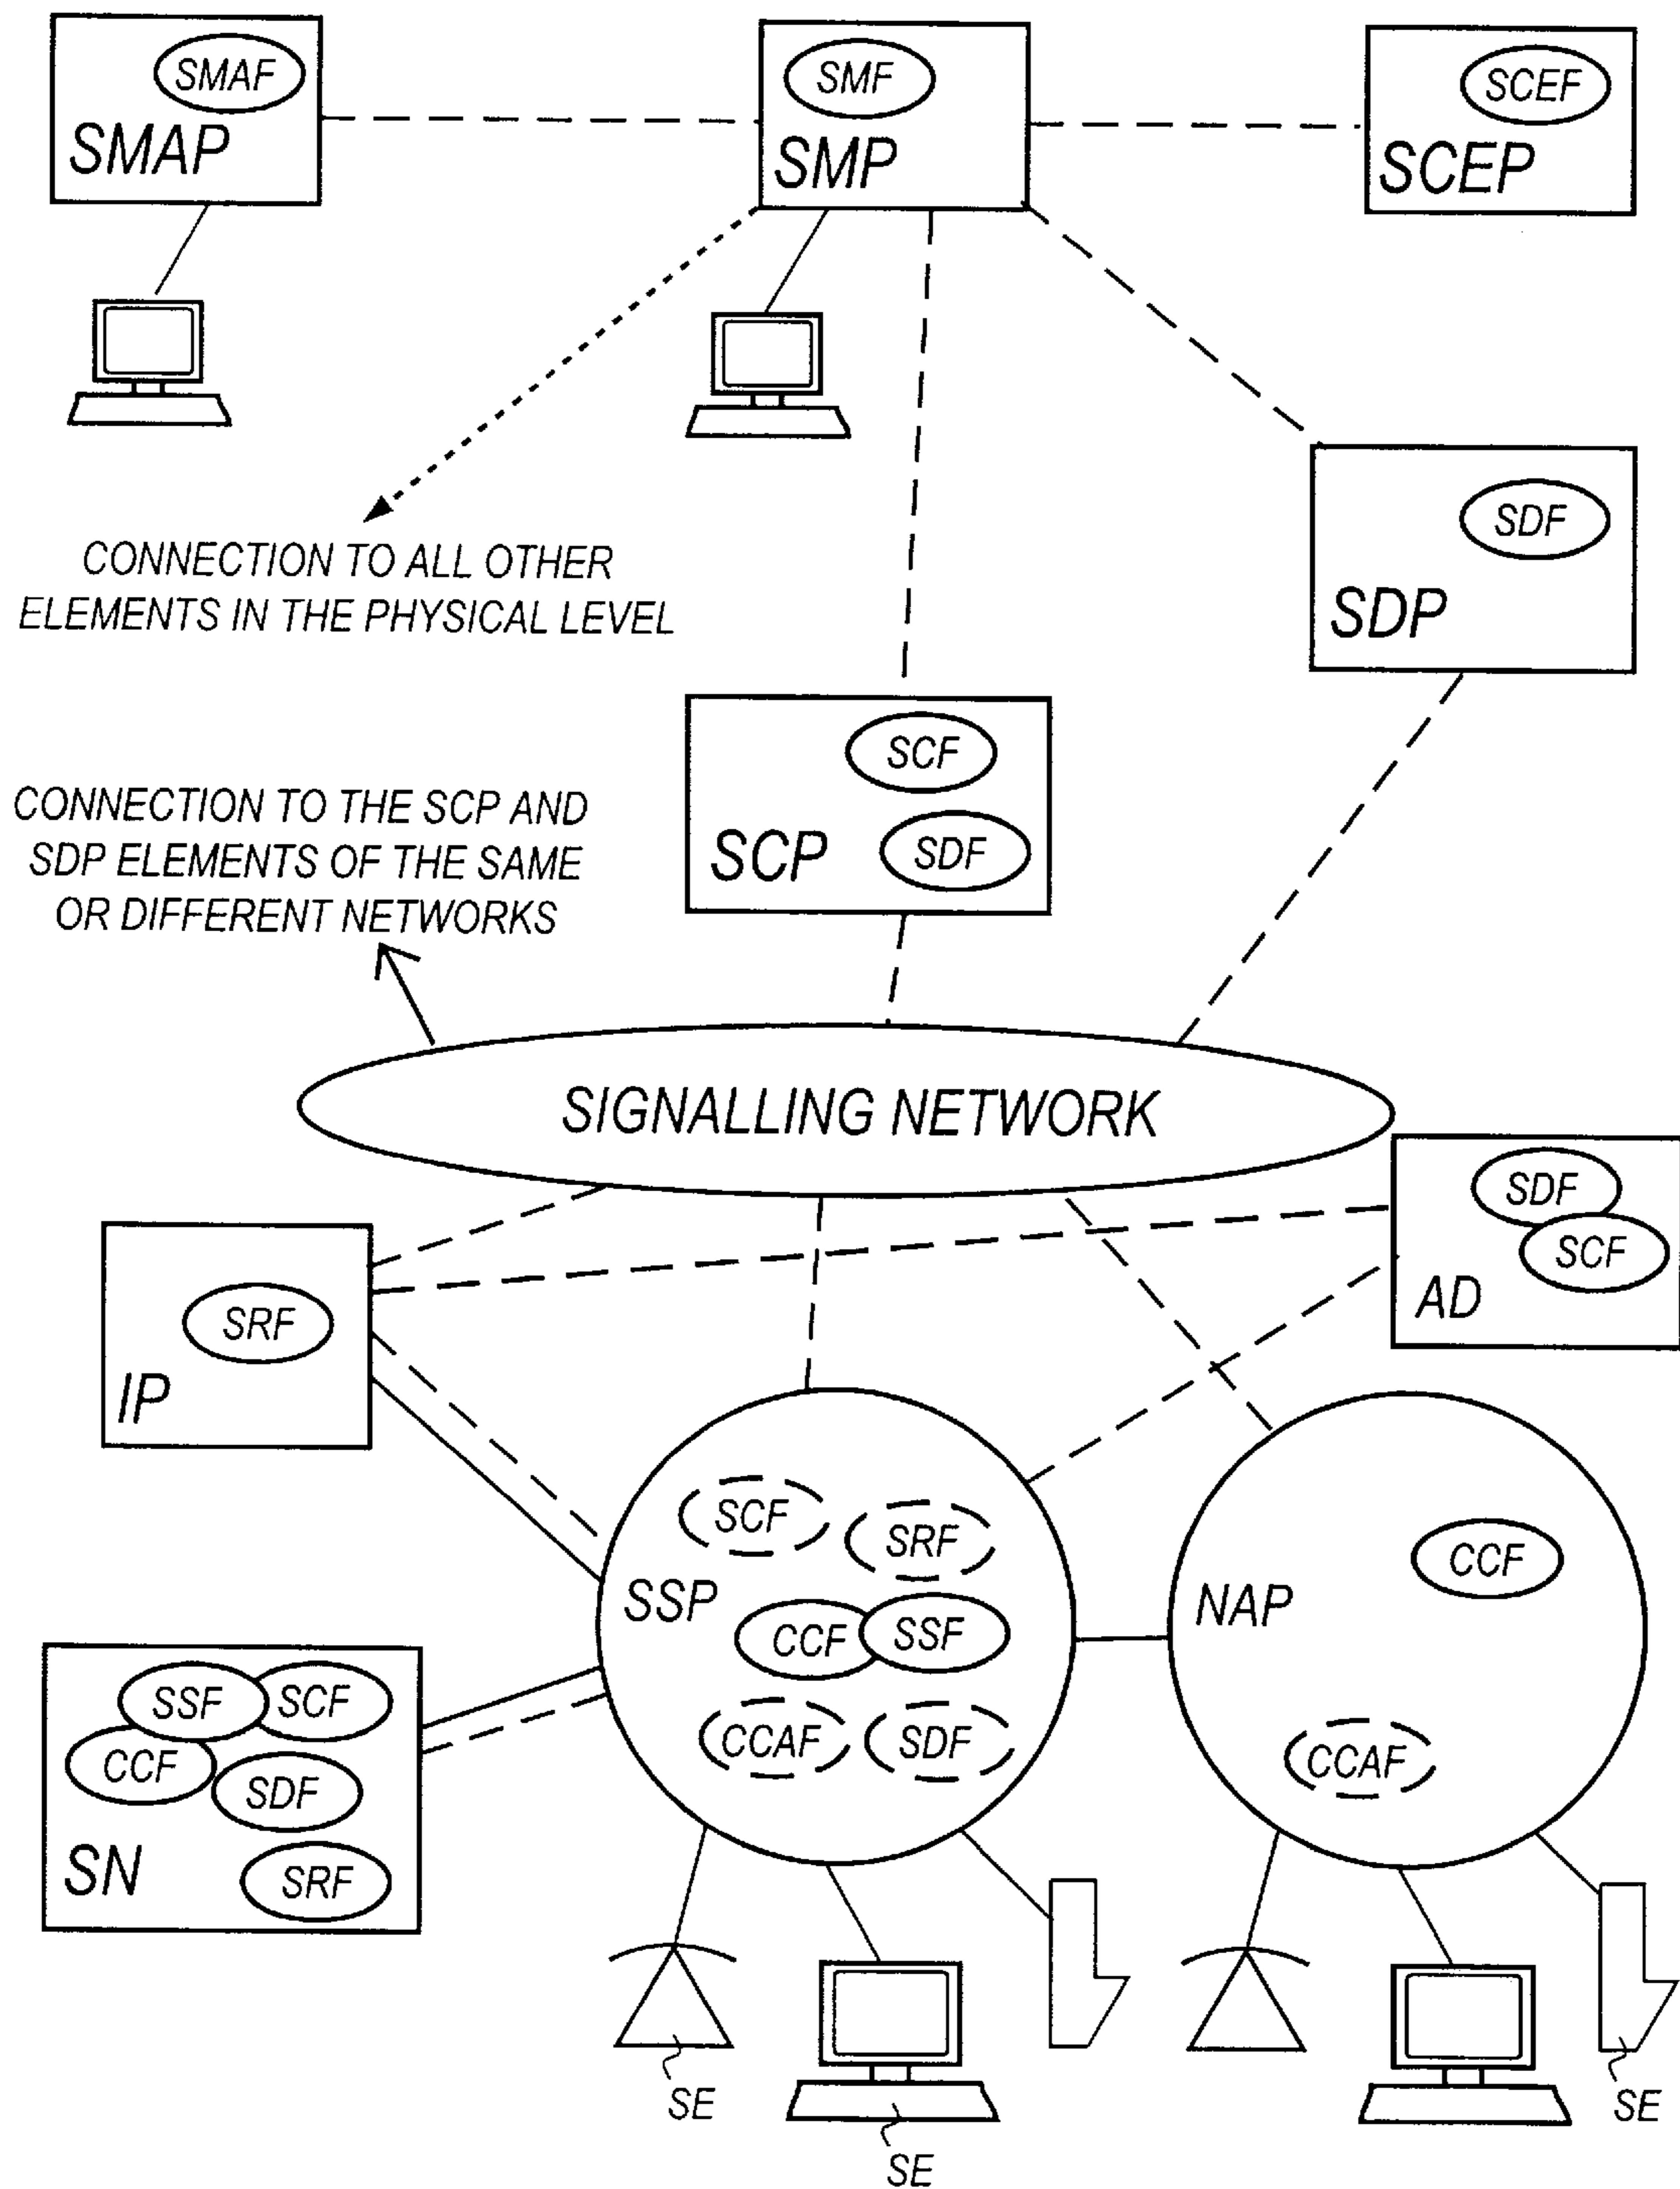 SMAF
SMAP
SMF
SMP
SCEF
SCEP
CONNECTION TO ALL OTHER
ELEMENTS IN THE PHYSICAL LEVEL
SDF
SDP
SCF
SCP
SDF
CONNECTION TO THE SCP AND
SDP ELEMENTS OF THE SAME
OR DIFFERENT NETWORKS
SIGNALLING NETWORK
SDF
SCF
AD
SRF
IP
SCF
SRF
SSP
CCF
SSF
CCAF
SDF
CCF
NAP
CCAF
SSF
SCF
CCF
SDF
SN
SRF
SE
SE
SE